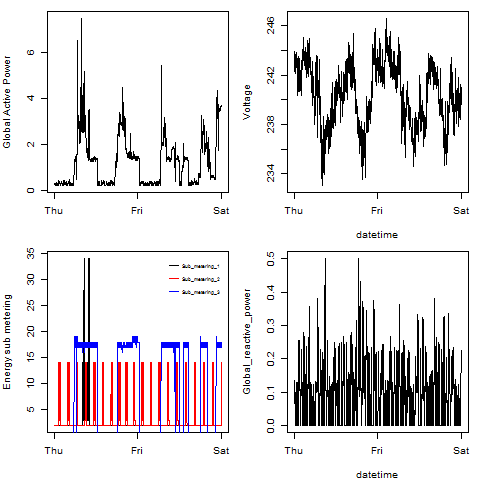 Global Active Power
0 2 4 6
Thu Fri Sat
Voltage
234 238 242 246
Thu Fri Sat
datetime
Energy sub metering
5 10 15 20 25 30 35
Sub_metering_1
Sub_metering_2
Sub_metering_3
Thu Fri Sat
Global_reactive_power
0.0 0.1 0.2 0.3 0.4 0.5
Thu Fri Sat
datetime